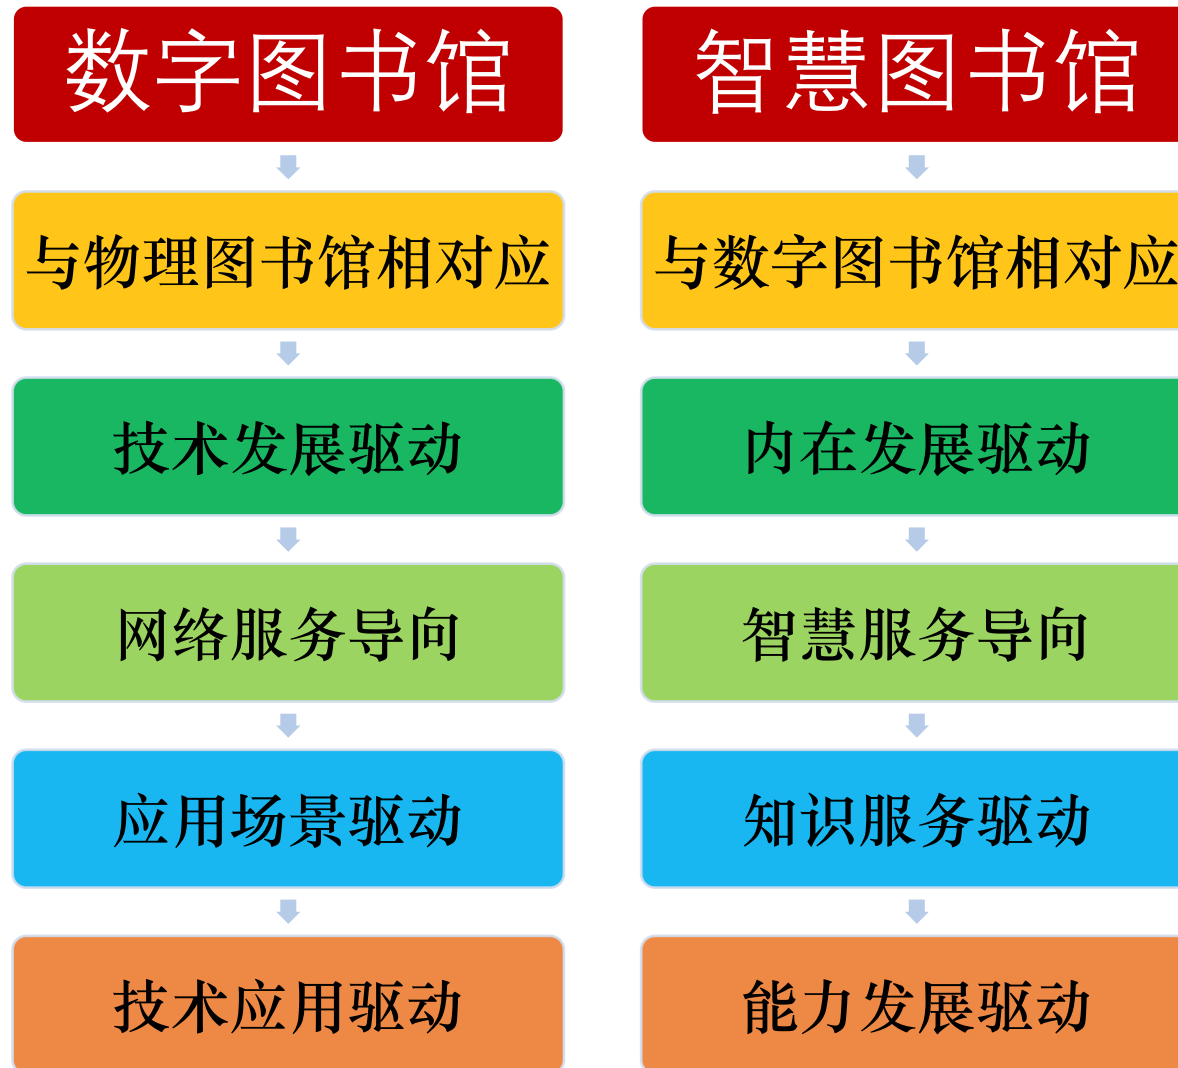 数字图书馆
与物理图书馆相对应
技术发展驱动
网络服务导向
应用场景驱动
技术应用驱动
智慧图书馆
与数字图书馆相对应
内在发展驱动
智慧服务导向
知识服务驱动
能力发展驱动